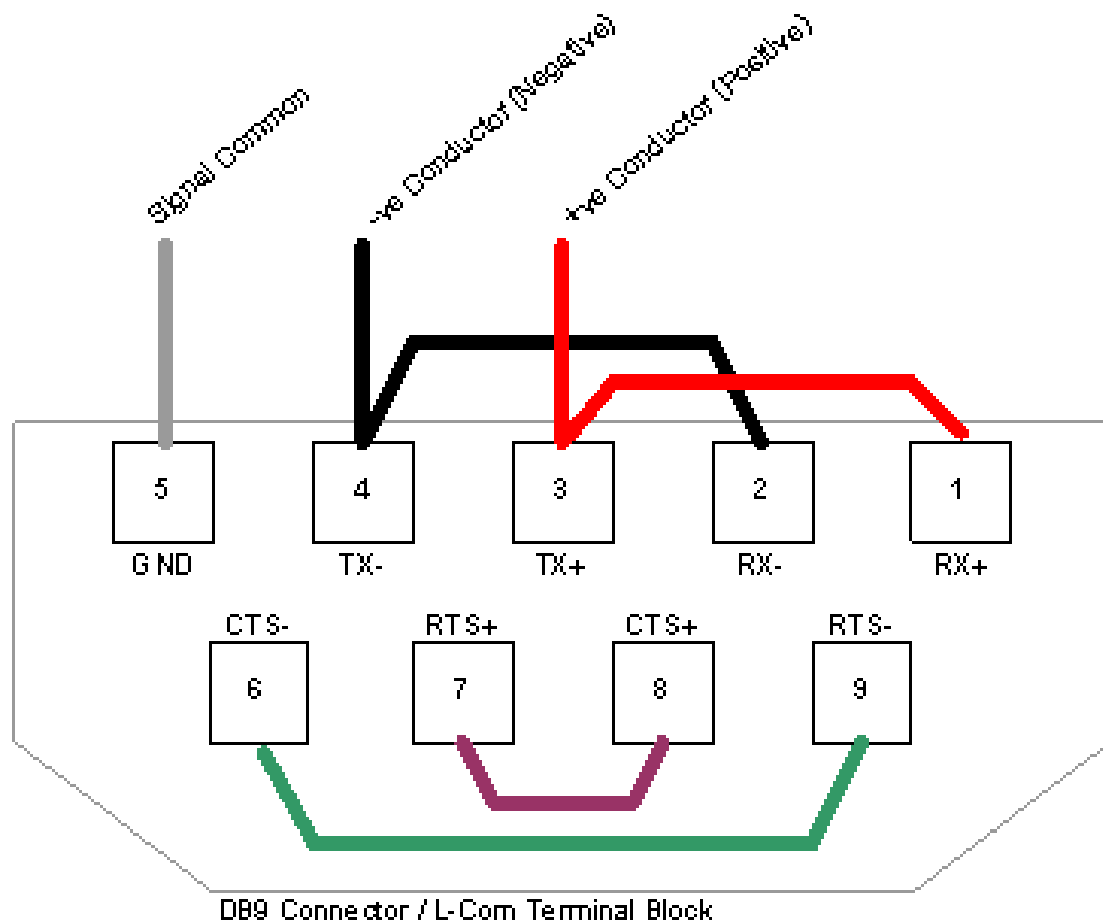 Signal Common
-ve Conductor (Negative)
+ve Conductor (Positive)
5 4 3 2 1
GND TX- TX+ RX- RX+
CTS- RTS+ CTS+ RTS-
6 7 8 9
DB9 Connector / L-Com Terminal Block